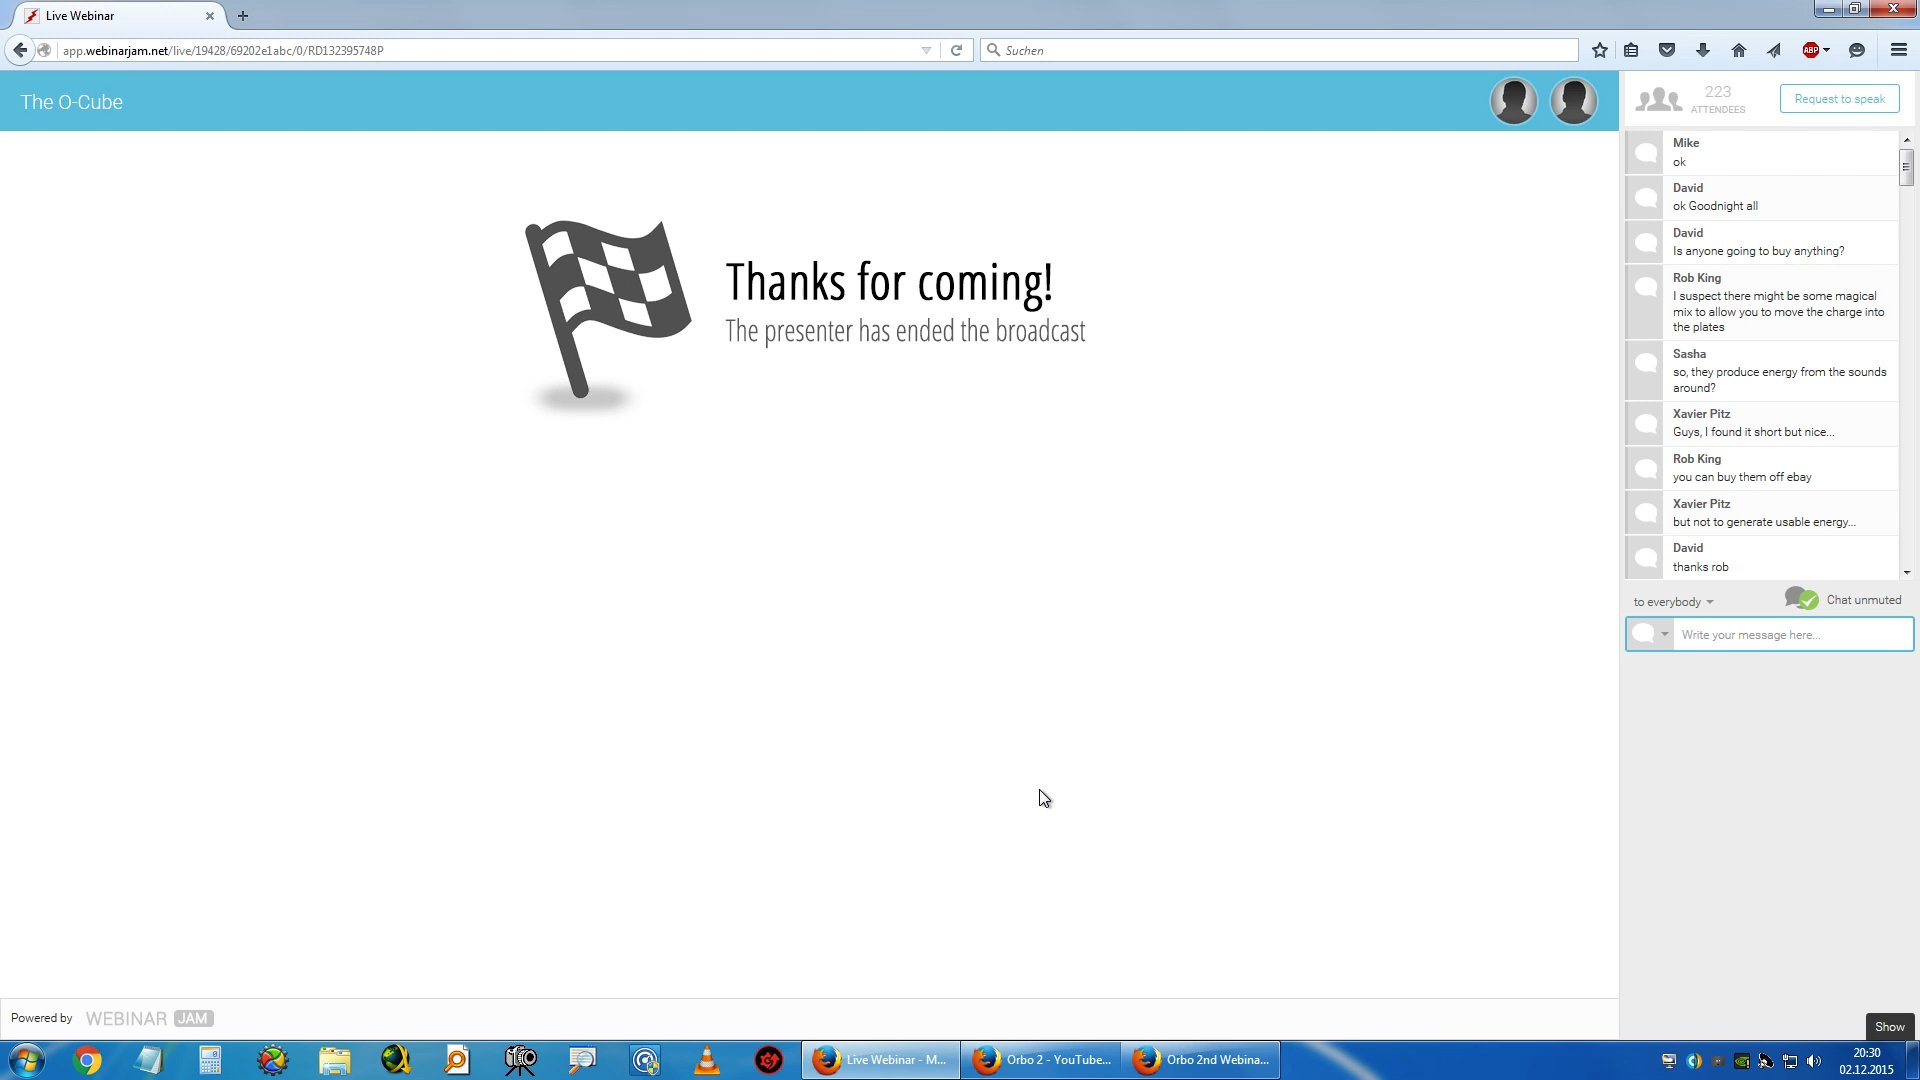 Live Webinar
app.webinarjam.net/live/19428/69202e1abc/0/RD132395748P
Suchen
ABP
The O-Cube
223
ATTENDEES
Request to speak
Thanks for coming!
The presenter has ended the broadcast
Mike
ok
David
ok Goodnight all
David
Is anyone going to buy anything?
Rob King
I suspect there might be some magical
mix to allow you to move the charge into
the plates
Sasha
so, they produce energy from the sounds
around?
Xavier Pitz
Guys, I found it short but nice...
Rob King
you can buy them off ebay
Xavier Pitz
but not to generate usable energy...
David
thanks rob
to everybody
Chat unmuted
Write your message here...
Powered by WEBINAR JAM
Show
Live Webinar - M...
Orbo 2 - YouTube...
Orbo 2nd Webina...
20:30
02.12.2015